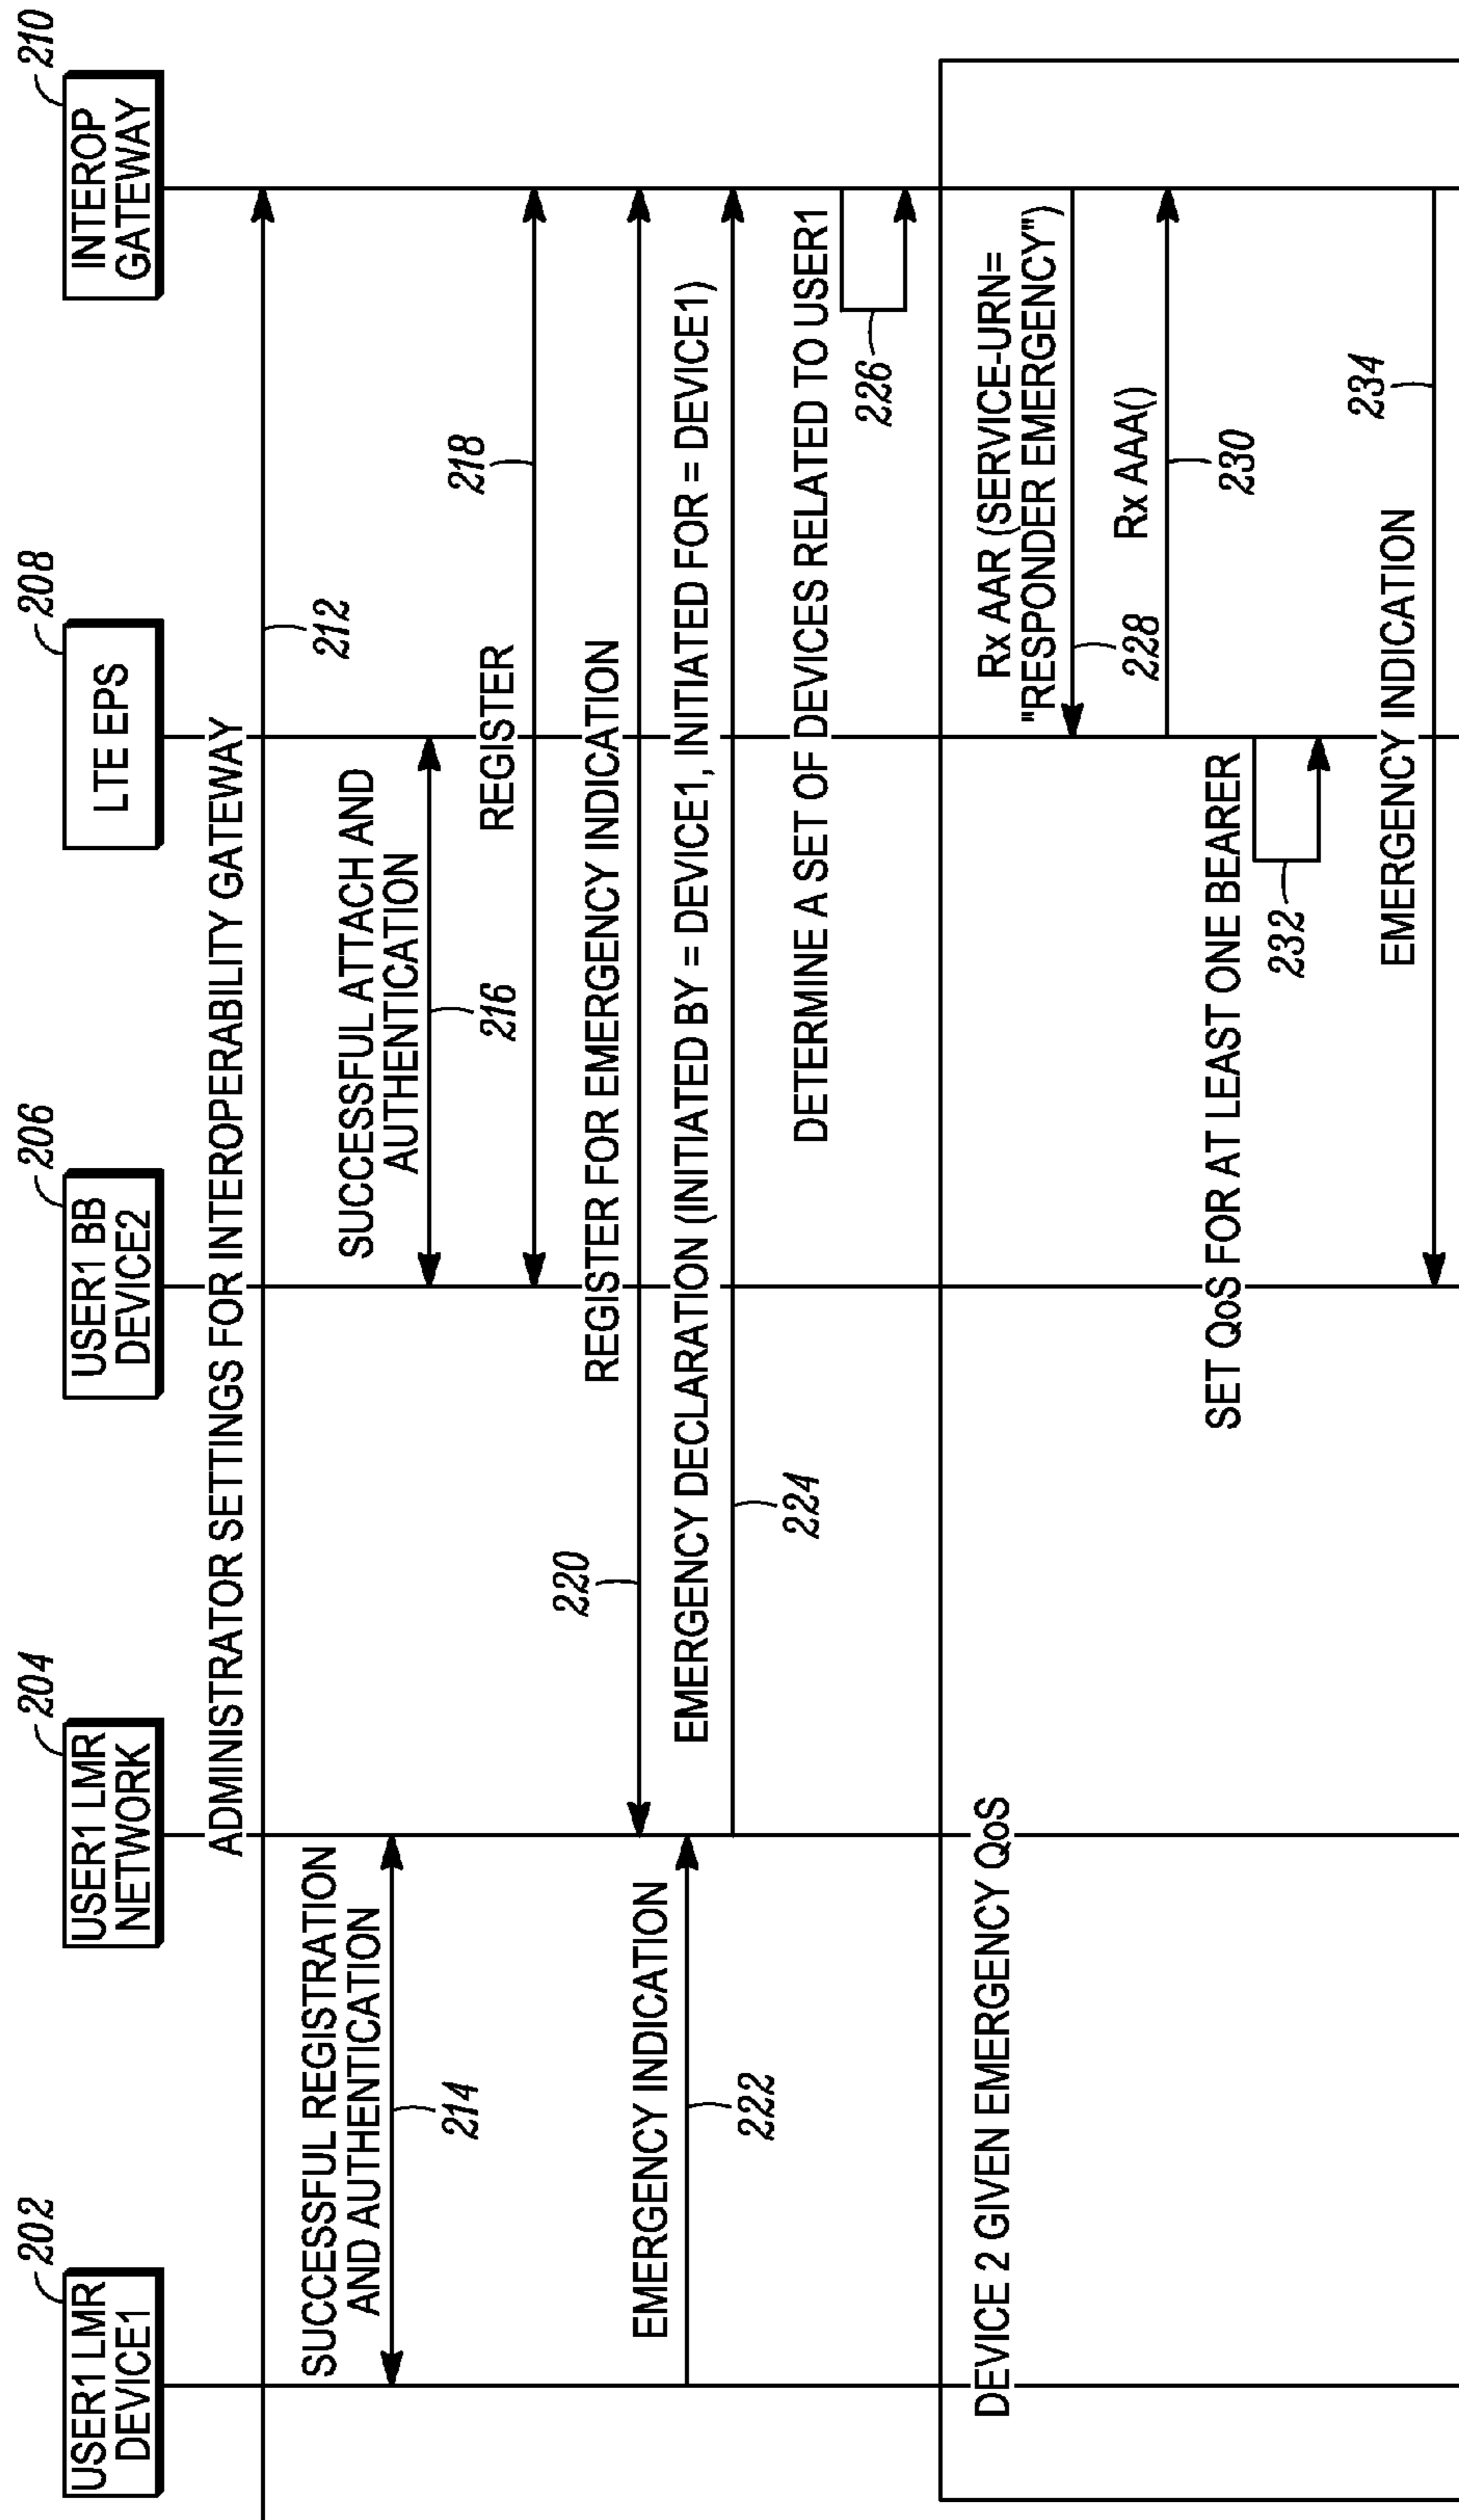 202
USER1 LMR
DEVICE1
204
USER1 LMR
NETWORK
206
USER1 BB
DEVICE2
208
LTE EPS
210
INTEROP
GATEWAY
ADMINISTRATOR SETTINGS FOR INTEROPERABILITY GATEWAY
212
SUCCESSFUL REGISTRATION
AND AUTHENTICATION
214
SUCCESSFUL ATTACH AND
AUTHENTICATION
216
REGISTER
218
REGISTER FOR EMERGENCY INDICATION
220
EMERGENCY INDICATION
222
EMERGENCY DECLARATION (INITIATED BY = DEVICE1, INITIATED FOR = DEVICE1)
224
DETERMINE A SET OF DEVICES RELATED TO USER1
226
DEVICE 2 GIVEN EMERGENCY QoS
Rx AAR (SERVICE-URN=
"RESPONDER EMERGENCY")
228
Rx AAA()
230
SET QoS FOR AT LEAST ONE BEARER
232
EMERGENCY INDICATION
234